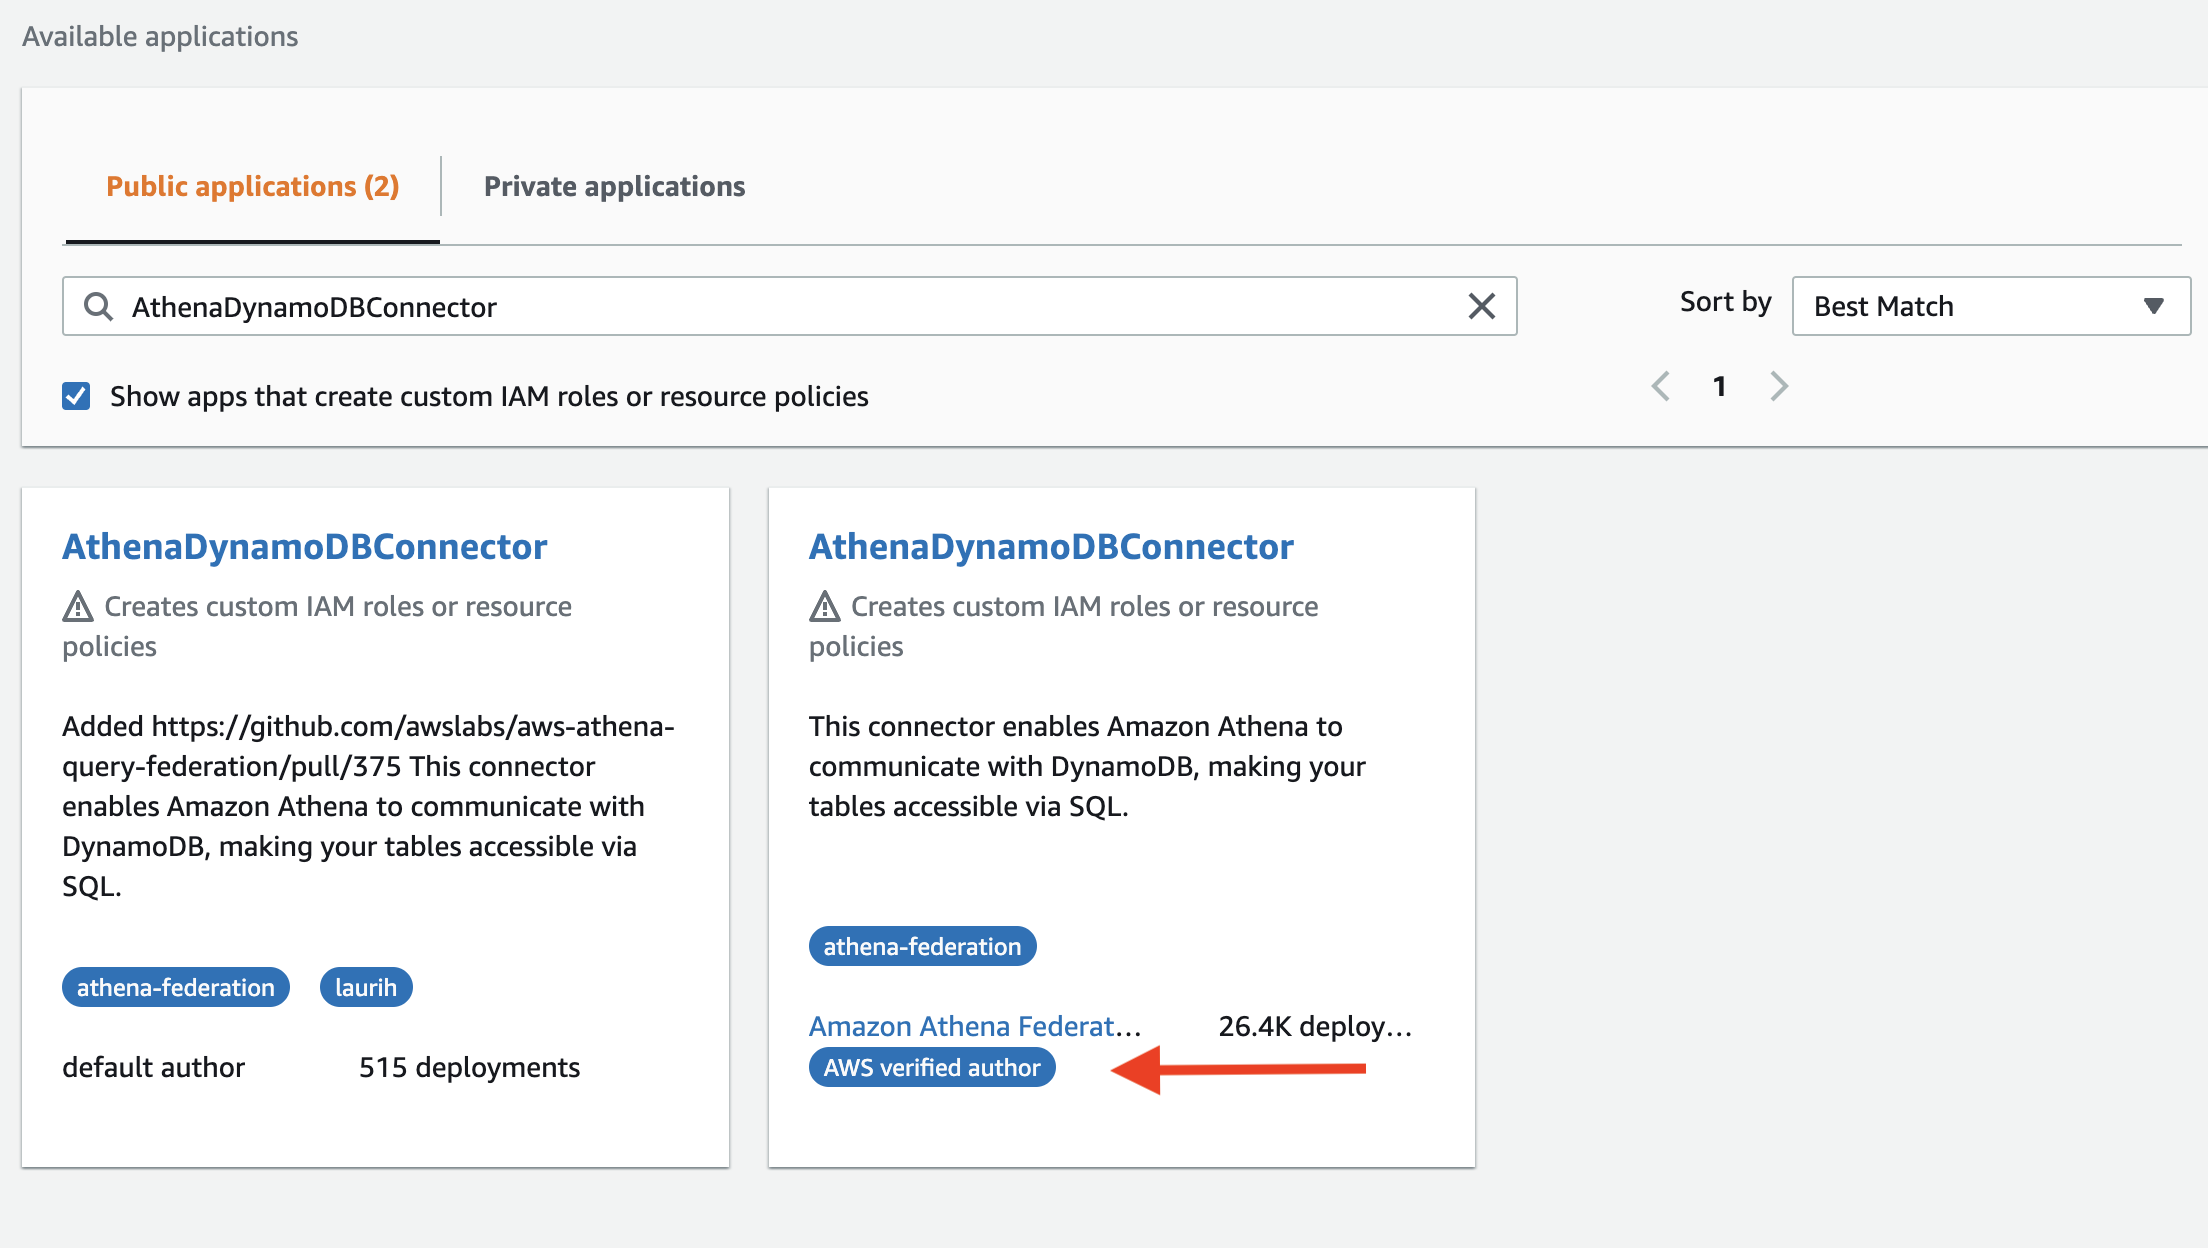 Available applications
Public applications (2)
Private applications
AthenaDynamoDBConnector
Sort by
Best Match
Show apps that create custom IAM roles or resource policies
1
AthenaDynamoDBConnector
Creates custom IAM roles or resource
policies
Added https://github.com/awslabs/aws-athena-
query-federation/pull/375 This connector
enables Amazon Athena to communicate with
DynamoDB, making your tables accessible via
SQL.
athena-federation
laurih
default author
515 deployments
AthenaDynamoDBConnector
Creates custom IAM roles or resource
policies
This connector enables Amazon Athena to
communicate with DynamoDB, making your
tables accessible via SQL.
athena-federation
Amazon Athena Federat...
26.4K deploy...
AWS verified author